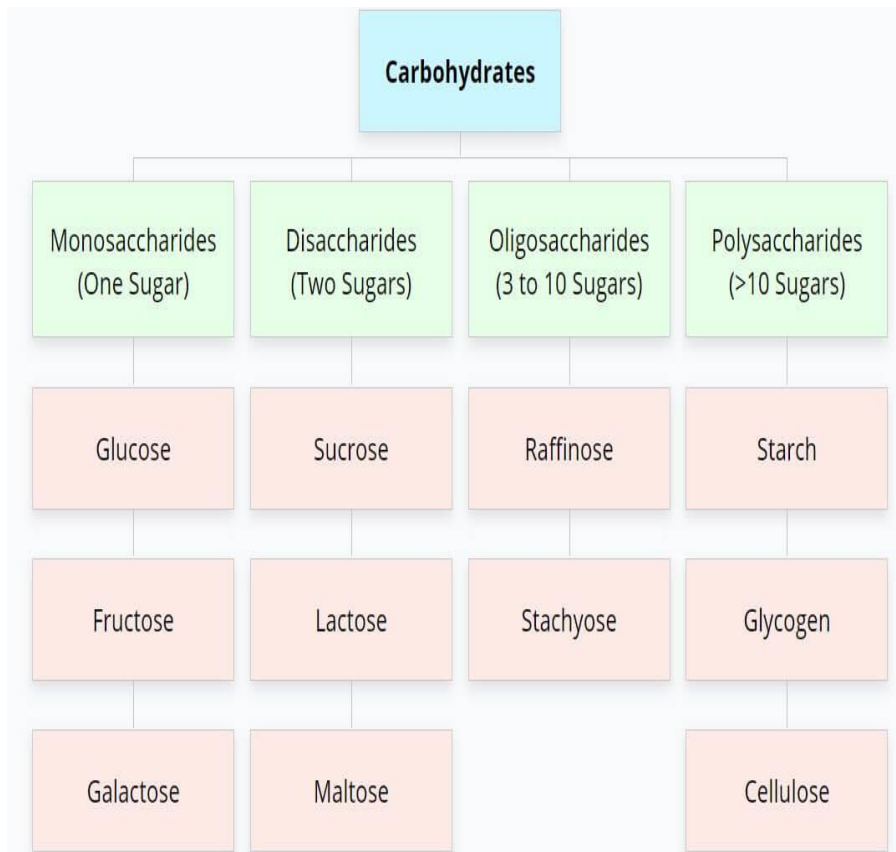 Carbohydrates
Monosaccharides
(One Sugar)
Disaccharides
(Two Sugars)
Oligosaccharides
(3 to 10 Sugars)
Polysaccharides
(>10 Sugars)
Glucose
Sucrose
Raffinose
Starch
Fructose
Lactose
Stachyose
Glycogen
Galactose
Maltose
Cellulose